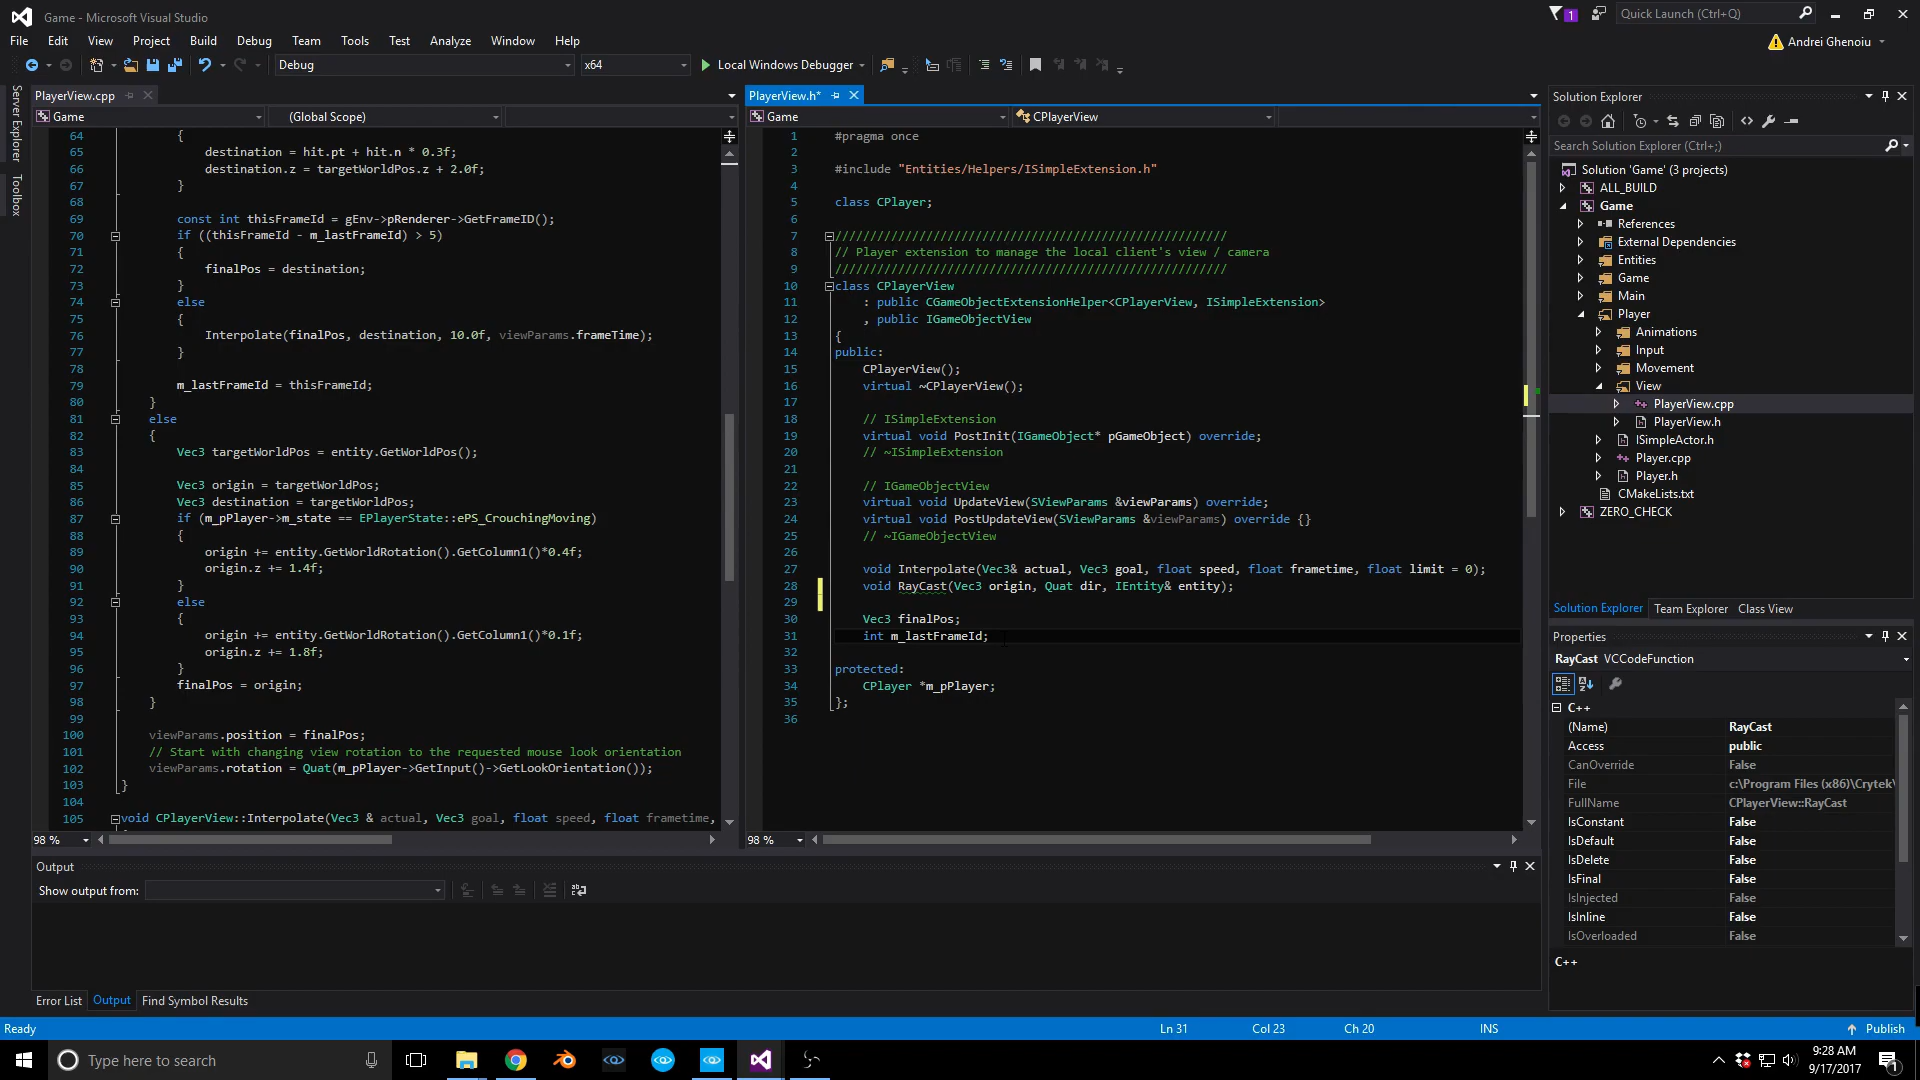 Game - Microsoft Visual Studio
1
Quick Launch (Crtl+Q)
File Edit View Project Build Debug Team Tools Test Analyze Window Help
Andrei Ghenoiu
Debug
x64
Local Windows Debugger
Server Explorer
Toolbox
PlayerView.cpp
Game
(Global Scope)
64 {
65 destination = hit.pt + hit.n * 0.3f;
66 destination.z = targetWorldPos.z + 2.0f;
67 }
68
69 const int thisFrameId = gEnv->pRenderer->GetFrameID();
70 if ((thisFrameId - m_lastFrameId) > 5)
71 {
72 finalPos = destination;
73 }
74 else
75 {
76 Interpolate(finalPos, destination, 10.0f, viewParams.frameTime);
77 }
78
79 m_lastFrameId = thisFrameId;
80 }
81 else
82 {
83 Vec3 targetWorldPos = entity.GetWorldPos();
84
85 Vec3 origin = targetWorldPos;
86 Vec3 destination = targetWorldPos;
87 if (m_pPlayer->m_state == EPlayerState::ePS_CrouchingMoving)
88 {
89 origin += entity.GetWorldRotation().GetColumn1()*0.4f;
90 origin.z += 1.4f;
91 }
92 else
93 {
94 origin += entity.GetWorldRotation().GetColumn1()*0.1f;
95 origin.z += 1.8f;
96 }
97 finalPos = origin;
98 }
99
100 viewParams.position = finalPos;
101 // Start with changing view rotation to the requested mouse look orientation
102 viewParams.rotation = Quat(m_pPlayer->GetInput()->GetLookOrientation());
103 }
104
105 void CPlayerView::Interpolate(Vec3 & actual, Vec3 goal, float speed, float frametime,
98 %
PlayerView.h*
Game
CPlayerView
1 #pragma once
2
3 #include "Entities/Helpers/ISimpleExtension.h"
4
5 class CPlayer;
6
7 ////////////////////////////////////////////////////////
8 // Player extension to manage the local client's view / camera
9 ////////////////////////////////////////////////////////
10 class CPlayerView
11 : public CGameObjectExtensionHelper<CPlayerView, ISimpleExtension>
12 , public IGameObjectView
13 {
14 public:
15 CPlayerView();
16 virtual ~CPlayerView();
17
18 // ISimpleExtension
19 virtual void PostInit(IGameObject* pGameObject) override;
20 // ~ISimpleExtension
21
22 // IGameObjectView
23 virtual void UpdateView(SViewParams &viewParams) override;
24 virtual void PostUpdateView(SViewParams &viewParams) override {}
25 // ~IGameObjectView
26
27 void Interpolate(Vec3& actual, Vec3 goal, float speed, float frametime, float limit = 0);
28 void RayCast(Vec3 origin, Quat dir, IEntity& entity);
29
30 Vec3 finalPos;
31 int m_lastFrameId;
32
33 protected:
34 CPlayer *m_pPlayer;
35 };
36
98 %
Solution Explorer
Search Solution Explorer (Ctrl+;)
Solution 'Game' (3 projects)
ALL_BUILD
Game
References
External Dependencies
Entities
Game
Main
Player
Animations
Input
Movement
View
PlayerView.cpp
PlayerView.h
ISimpleActor.h
Player.cpp
Player.h
CMakeLists.txt
ZERO_CHECK
Solution Explorer Team Explorer Class View
Properties
RayCast VCCodeFunction
C++
(Name) RayCast
Access public
CanOverride False
File c:\Program Files (x86)\Crytek\
FullName CPlayerView::RayCast
IsConstant False
IsDefault False
IsDelete False
IsFinal False
IsInjected False
IsInline False
IsOverloaded False
C++
Output
Show output from:
Error List Output Find Symbol Results
Ready
Ln 31 Col 23 Ch 20 INS
Publish
Type here to search
9:28 AM
9/17/2017
1